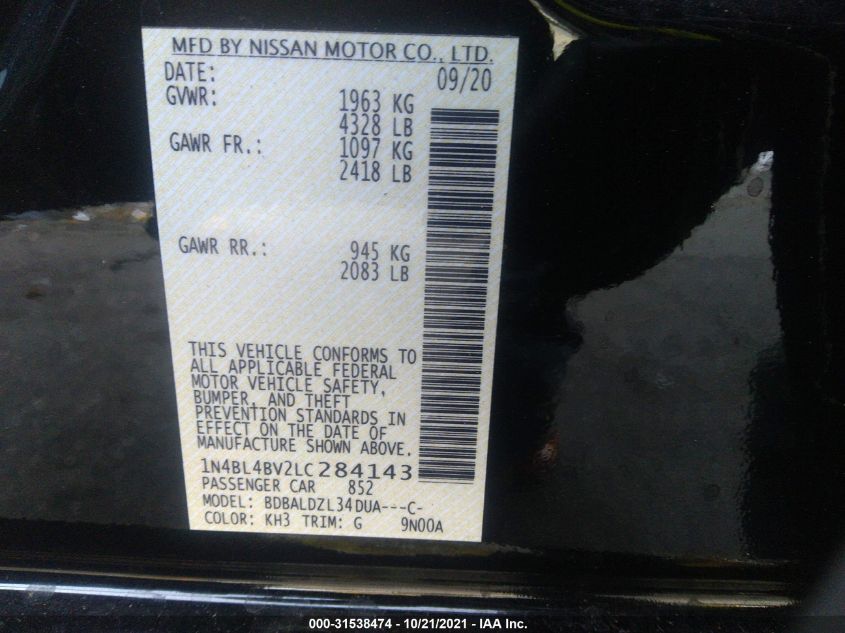 MFD BY NISSAN MOTOR CO., LTD.
DATE: 09/20
GVWR: 1963 KG
4328 LB
GAWR FR.: 1097 KG
2418 LB
GAWR RR.: 945 KG
2083 LB
THIS VEHICLE CONFORMS TO
ALL APPLICABLE FEDERAL
MOTOR VEHICLE SAFETY,
BUMPER, AND THEFT
PREVENTION STANDARDS IN
EFFECT ON THE DATE OF
MANUFACTURE SHOWN ABOVE.
1N4BL4BV2LC284143
PASSENGER CAR 852
MODEL: BDBALDZL34DUA---C-
COLOR: KH3 TRIM: G 9N00A
000-31538474 - 10/21/2021 - IAA Inc.